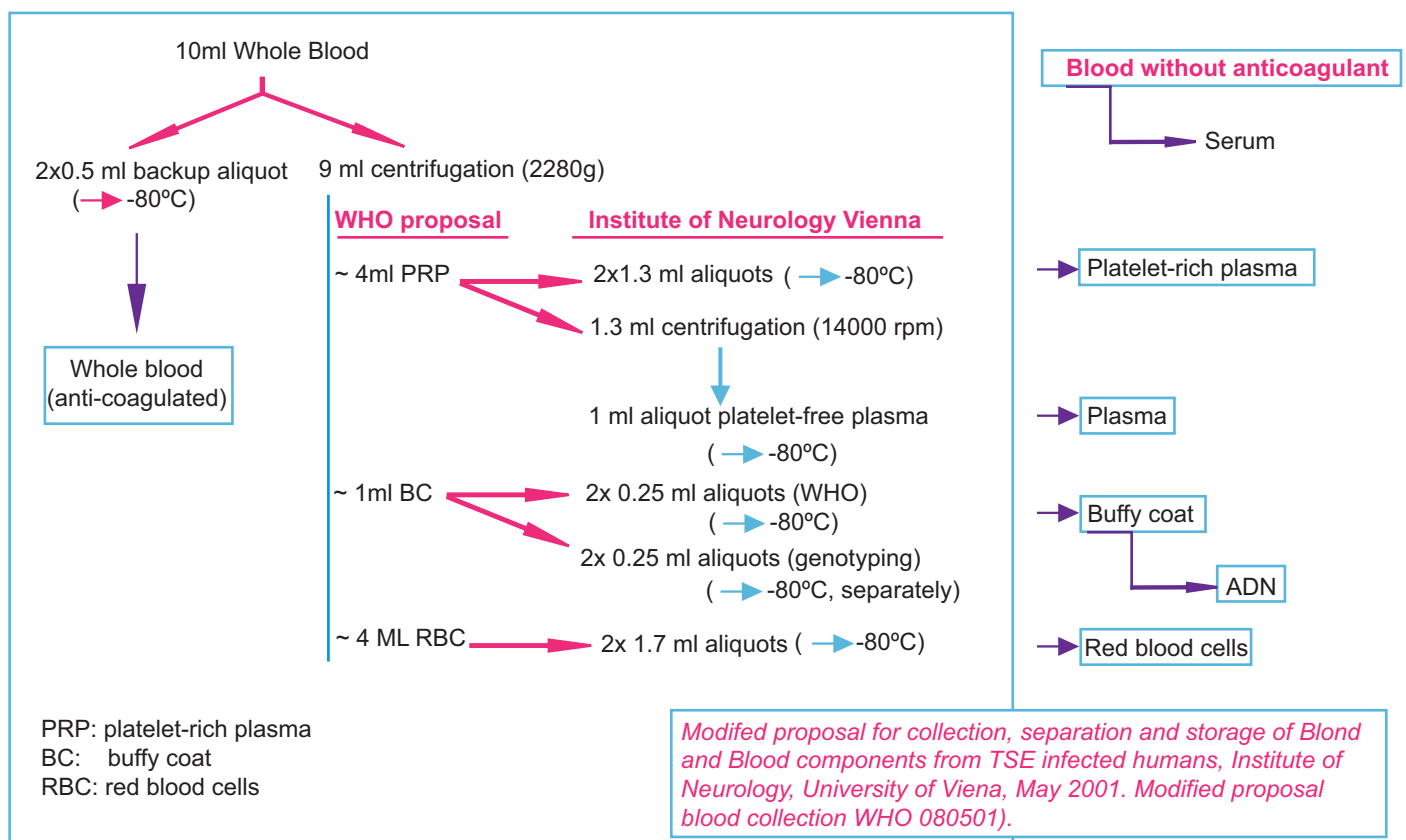 10ml Whole Blood
2x0.5 ml backup aliquot
( -80ºC)
Whole blood
(anti-coagulated)
9 ml centrifugation (2280g)
WHO proposal
Institute of Neurology Vienna
~ 4ml PRP
2x1.3 ml aliquots ( -80ºC)
1.3 ml centrifugation (14000 rpm)
1 ml aliquot platelet-free plasma
( -80ºC)
~ 1ml BC
2x 0.25 ml aliquots (WHO)
( -80ºC)
2x 0.25 ml aliquots (genotyping)
( -80ºC, separately)
~ 4 ML RBC
2x 1.7 ml aliquots ( -80ºC)
PRP: platelet-rich plasma
BC: buffy coat
RBC: red blood cells
Blood without anticoagulant
Serum
Platelet-rich plasma
Plasma
Buffy coat
ADN
Red blood cells
Modifed proposal for collection, separation and storage of Blond
and Blood components from TSE infected humans, Institute of
Neurology, University of Viena, May 2001. Modified proposal
blood collection WHO 080501).